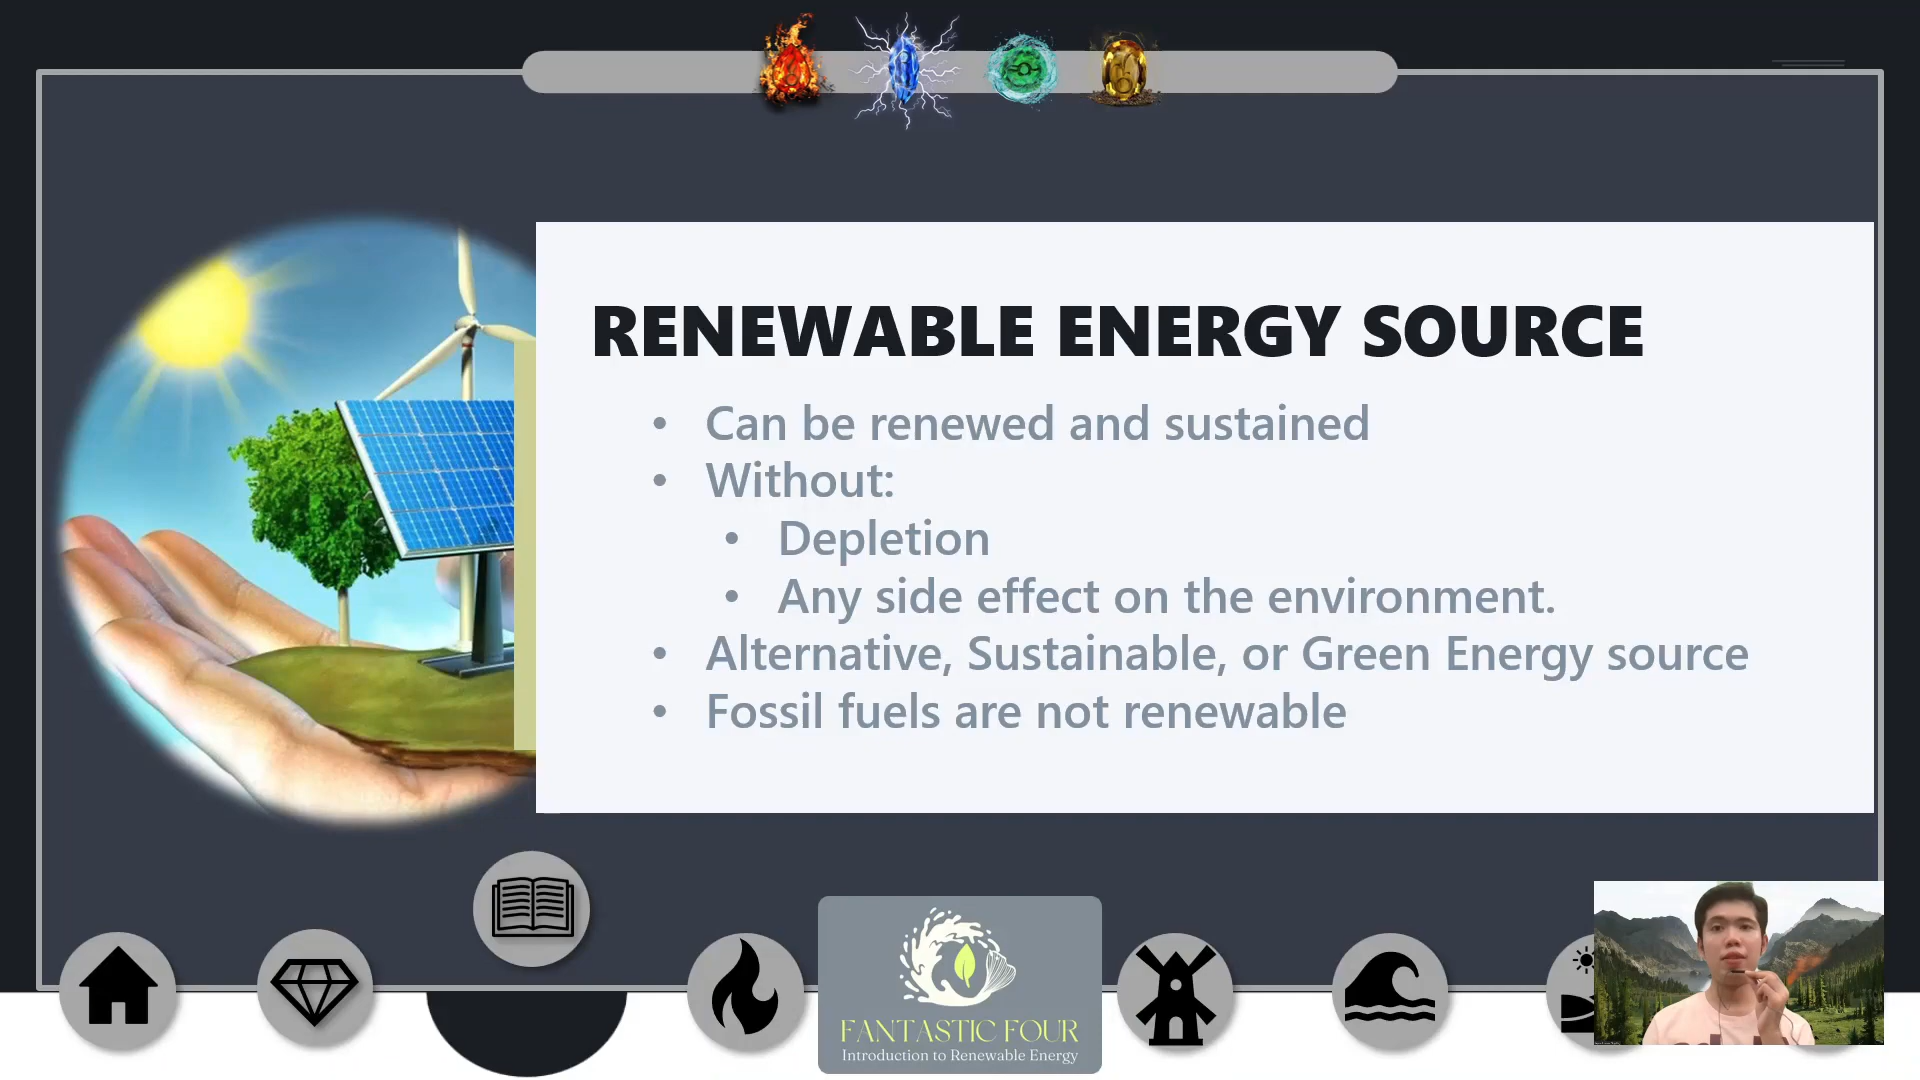 RENEWABLE ENERGY SOURCE
• Can be renewed and sustained
• Without:
• Depletion
• Any side effect on the environment.
• Alternative, Sustainable, or Green Energy source
• Fossil fuels are not renewable
FANTASTIC FOUR
Introduction to Renewable Energy